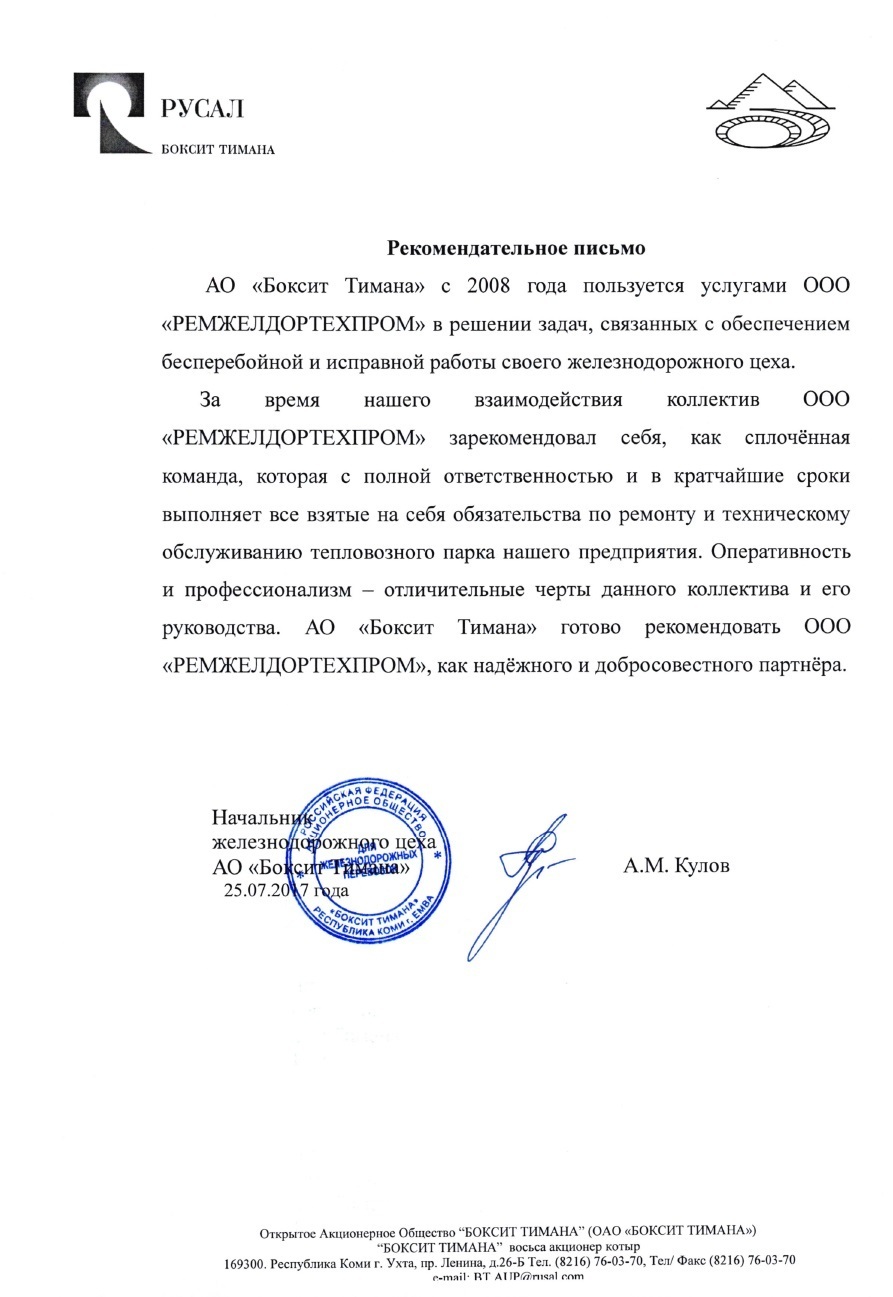 РУСАЛ
БОКСИТ ТИМАНА
Рекомендательное письмо
АО «Боксит Тимана» с 2008 года пользуется услугами ООО
«РЕМЖЕЛДОРТЕХПРОМ» в решении задач, связанных с обеспечением
бесперебойной и исправной работы своего железнодорожного цеха.
За время нашего взаимодействия коллектив ООО
«РЕМЖЕЛДОРТЕХПРОМ» зарекомендовал себя, как сплочённая
команда, которая с полной ответственностью и в кратчайшие сроки
выполняет все взятые на себя обязательства по ремонту и техническому
обслуживанию тепловозного парка нашего предприятия. Оперативность
и профессионализм – отличительные черты данного коллектива и его
руководства. АО «Боксит Тимана» готово рекомендовать ООО
«РЕМЖЕЛДОРТЕХПРОМ», как надёжного и добросовестного партнёра.
Начальник
железнодорожного цеха
АО «Боксит Тимана»
А.М. Кулов
25.07.2017 года
РОССИЙСКАЯ ФЕДЕРАЦИЯ
АКЦИОНЕРНОЕ ОБЩЕСТВО
ДЛЯ
ЖЕЛЕЗНОДОРОЖНЫХ
ПЕРЕВОЗОК
«БОКСИТ ТИМАНА»
РЕСПУБЛИКА КОМИ г. ЕМВА
Открытое Акционерное Общество “БОКСИТ ТИМАНА” (ОАО «БОКСИТ ТИМАНА»)
“БОКСИТ ТИМАНА” восьса акционер котыр
169300. Республика Коми г. Ухта, пр. Ленина, д.26-Б Тел. (8216) 76-03-70, Тел/ Факс (8216) 76-03-70
e-mail: BT AUP@rusal.com